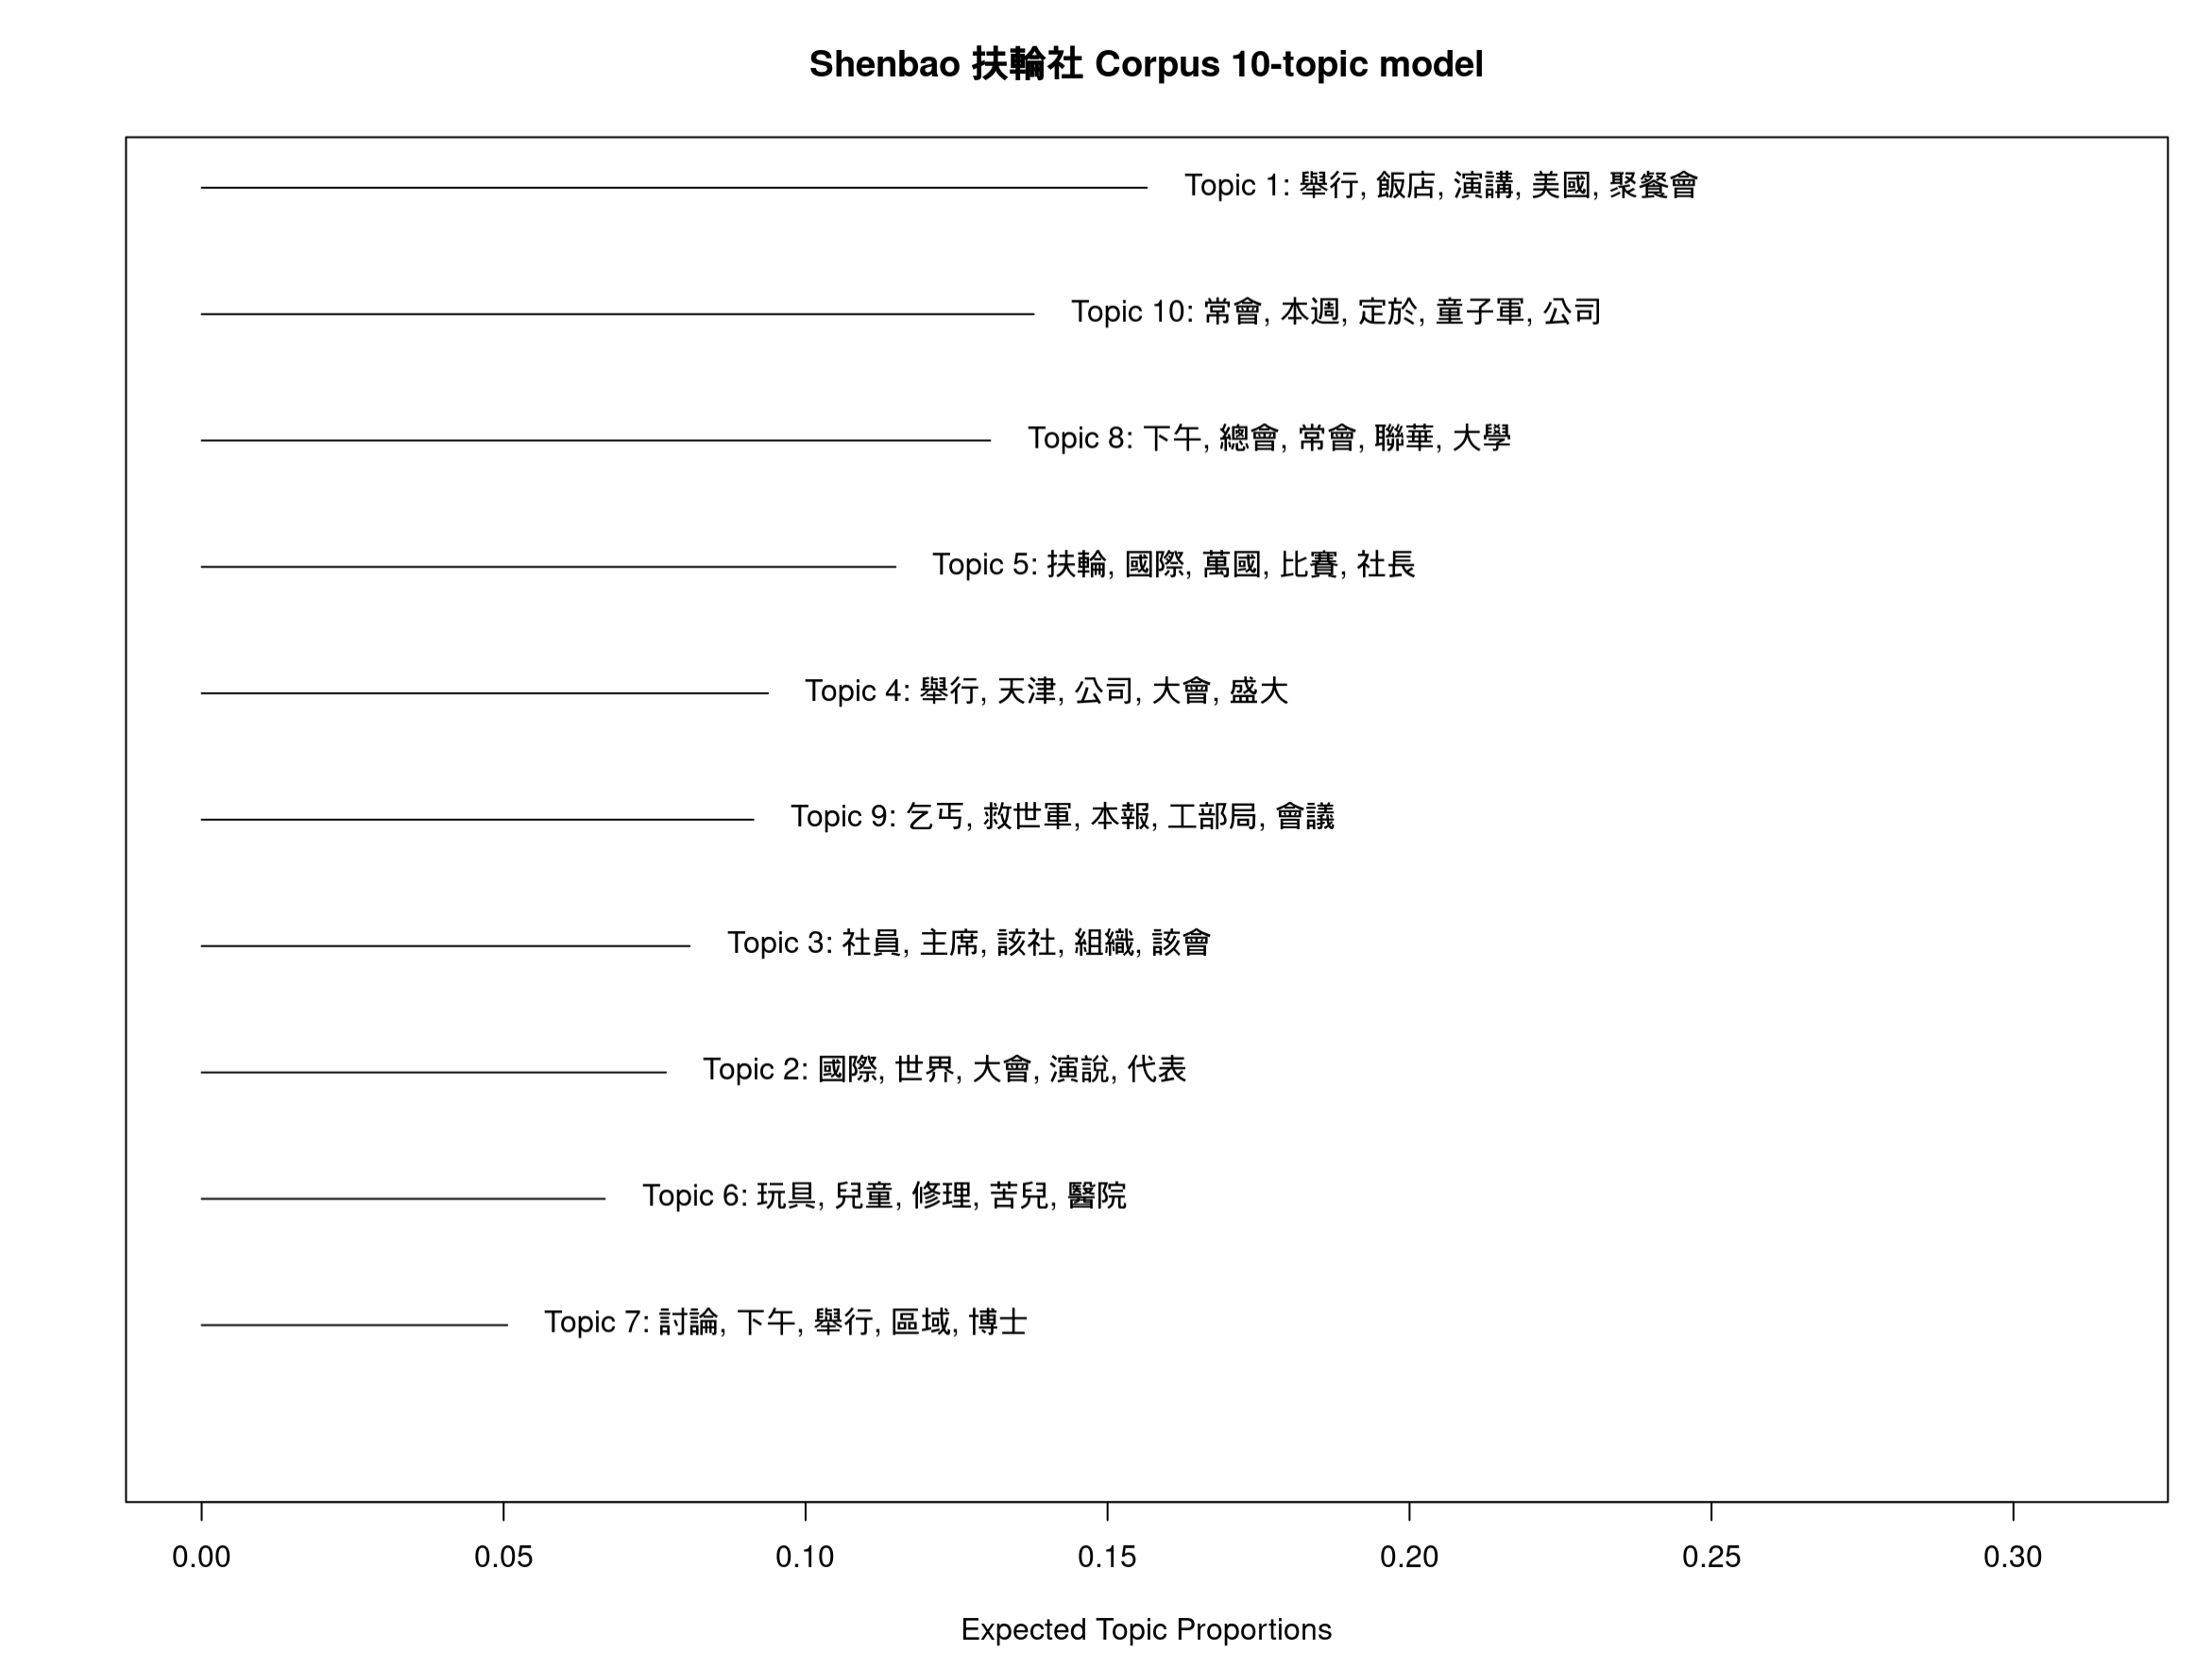 Shenbao 扶輪社 Corpus 10-topic model
Topic 1: 舉行, 飯店, 演講, 美國, 聚餐會
Topic 10: 常會, 本週, 定於, 童子軍, 公司
Topic 8: 下午, 總會, 常會, 聯華, 大學
Topic 5: 扶輪, 國際, 萬國, 比賽, 社長
Topic 4: 舉行, 天津, 公司, 大會, 盛大
Topic 9: 乞丐, 救世軍, 本報, 工部局, 會議
Topic 3: 社員, 主席, 該社, 組織, 該會
Topic 2: 國際, 世界, 大會, 演說, 代表
Topic 6: 玩具, 兒童, 修理, 苦兒, 醫院
Topic 7: 討論, 下午, 舉行, 區域, 博士
0.00 0.05 0.10 0.15 0.20 0.25 0.30
Expected Topic Proportions